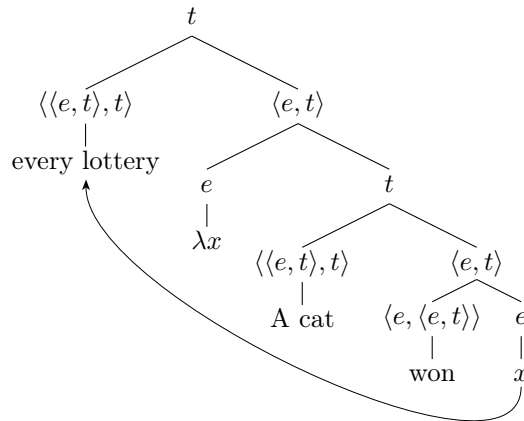 t
⟨⟨e, t⟩, t⟩ ⟨e, t⟩
every lottery e t
λx ⟨⟨e, t⟩, t⟩ ⟨e, t⟩
A cat ⟨e, ⟨e, t⟩⟩ e
won x